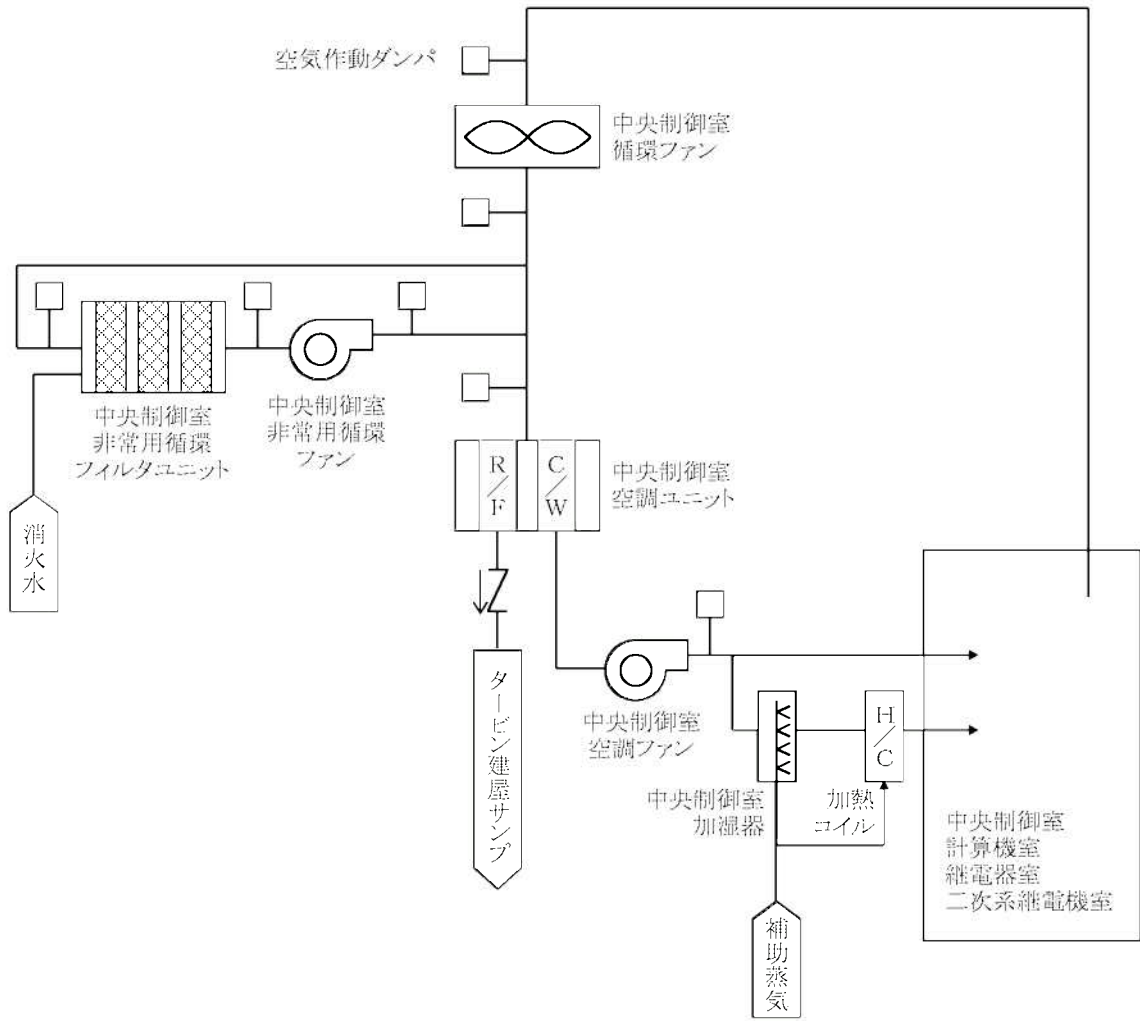 空気作動ダンパ
中央制御室
循環ファン
中央制御室
非常用循環
フィルタユニット
中央制御室
非常用循環
ファン
R/F
C/W
中央制御室
空調ユニット
消火水
タービン建屋サンプ
中央制御室
空調ファン
H/C
中央制御室
加湿器
加熱
コイル
補助蒸気
中央制御室
計算機室
継電器室
二次系継電機室